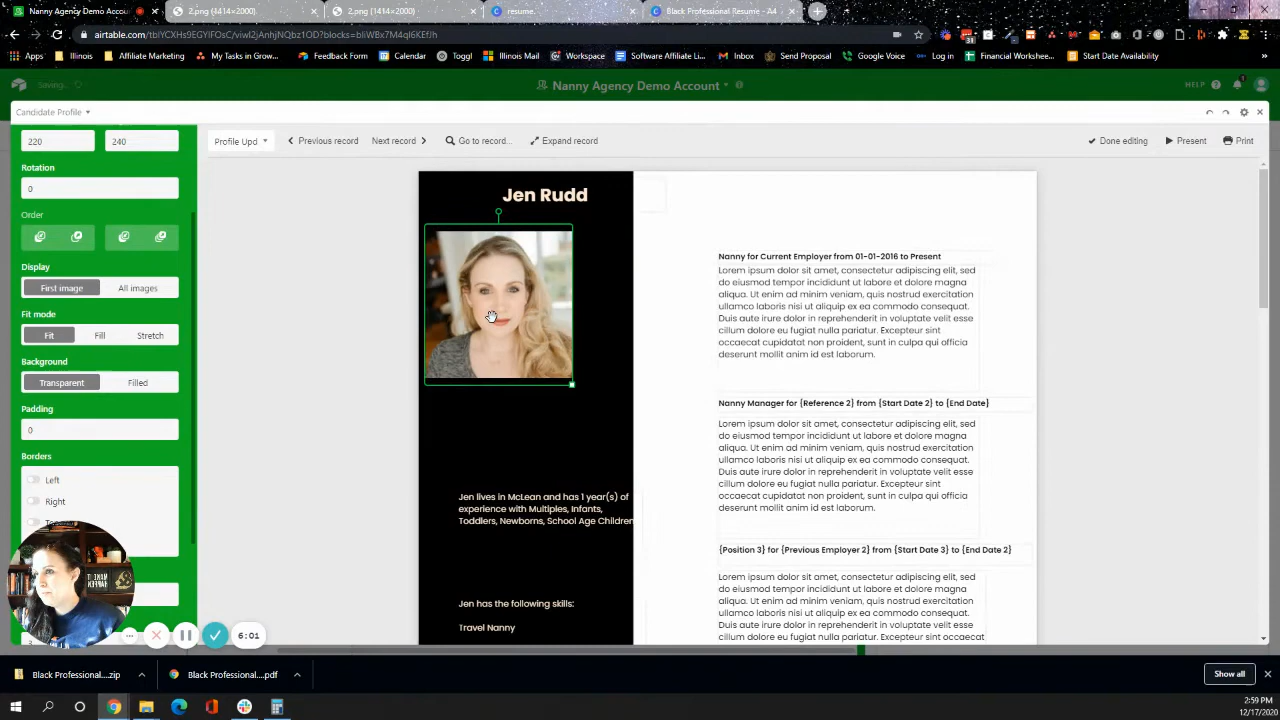 Nanny Agency Demo Account -
2.png (1414×2000)
2.png (1414×2000)
resume.
Black Professional Resume - A4
airtable.com/tbiYCXHs9EGYIFOsC/viwI2jAnhjNQbz1OD?blocks=bliWBx7M4qI6KEf/h
Apps
Illinois
Affiliate Marketing
My Tasks in Grow...
Feedback Form
Calendar
Toggl
Illinois Mail
Workspace
Software Affiliate Li...
Inbox
Send Proposal
Google Voice
Log in
Financial Workshee...
Start Date Availability
Saving...
Nanny Agency Demo Account
HELP
Candidate Profile
220
240
Profile Upd
Previous record
Next record
Go to record...
Expand record
Done editing
Present
Print
Rotation
0
Order
Display
First image
All images
Fit mode
Fit
Fill
Stretch
Background
Transparent
Filled
Padding
0
Borders
Left
Right
Jen Rudd
Jen lives in McLean and has 1 year(s) of
experience with Multiples, Infants,
Toddlers, Newborns, School Age Children
Jen has the following skills:
Travel Nanny
Nanny for Current Employer from 01-01-2016 to Present
Lorem ipsum dolor sit amet, consectetur adipiscing elit, sed
do eiusmod tempor incididunt ut labore et dolore magna
aliqua. Ut enim ad minim veniam, quis nostrud exercitation
ullamco laboris nisi ut aliquip ex ea commodo consequat.
Duis aute irure dolor in reprehenderit in voluptate velit esse
cillum dolore eu fugiat nulla pariatur. Excepteur sint
occaecat cupidatat non proident, sunt in culpa qui officia
deserunt mollit anim id est laborum.
Nanny Manager for {Reference 2} from {Start Date 2} to {End Date}
Lorem ipsum dolor sit amet, consectetur adipiscing elit, sed
do eiusmod tempor incididunt ut labore et dolore magna
aliqua. Ut enim ad minim veniam, quis nostrud exercitation
ullamco laboris nisi ut aliquip ex ea commodo consequat.
Duis aute irure dolor in reprehenderit in voluptate velit esse
cillum dolore eu fugiat nulla pariatur. Excepteur sint
occaecat cupidatat non proident, sunt in culpa qui officia
deserunt mollit anim id est laborum.
{Position 3} for {Previous Employer 2} from {Start Date 3} to {End Date 2}
Lorem ipsum dolor sit amet, consectetur adipiscing elit, sed
do eiusmod tempor incididunt ut labore et dolore magna
aliqua. Ut enim ad minim veniam, quis nostrud exercitation
ullamco laboris nisi ut aliquip ex ea commodo consequat.
Duis aute irure dolor in reprehenderit in voluptate velit esse
cillum dolore eu fugiat nulla pariatur. Excepteur sint occaecat
6:01
Black Professional....zip
Black Professional....pdf
Show all
2:59 PM
12/17/2020